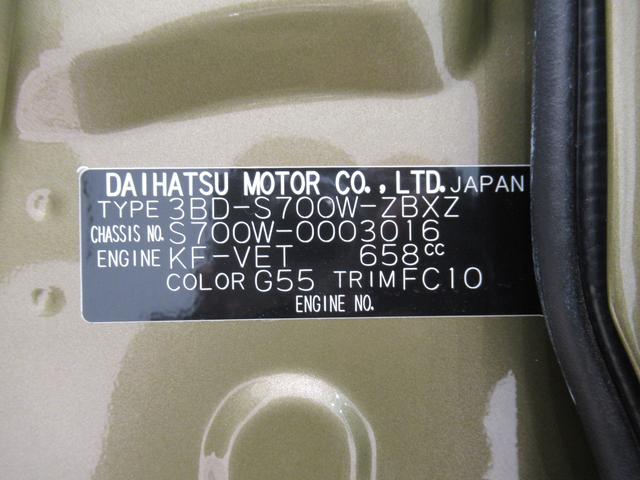 DAIHATSU MOTOR CO.,LTD. JAPAN
TYPE 3BD-S700W-ZBXZ
CHASSIS NO. S700W-0003016
ENGINE KF-VET 658cc
COLOR G55 TRIM FC10
ENGINE NO.